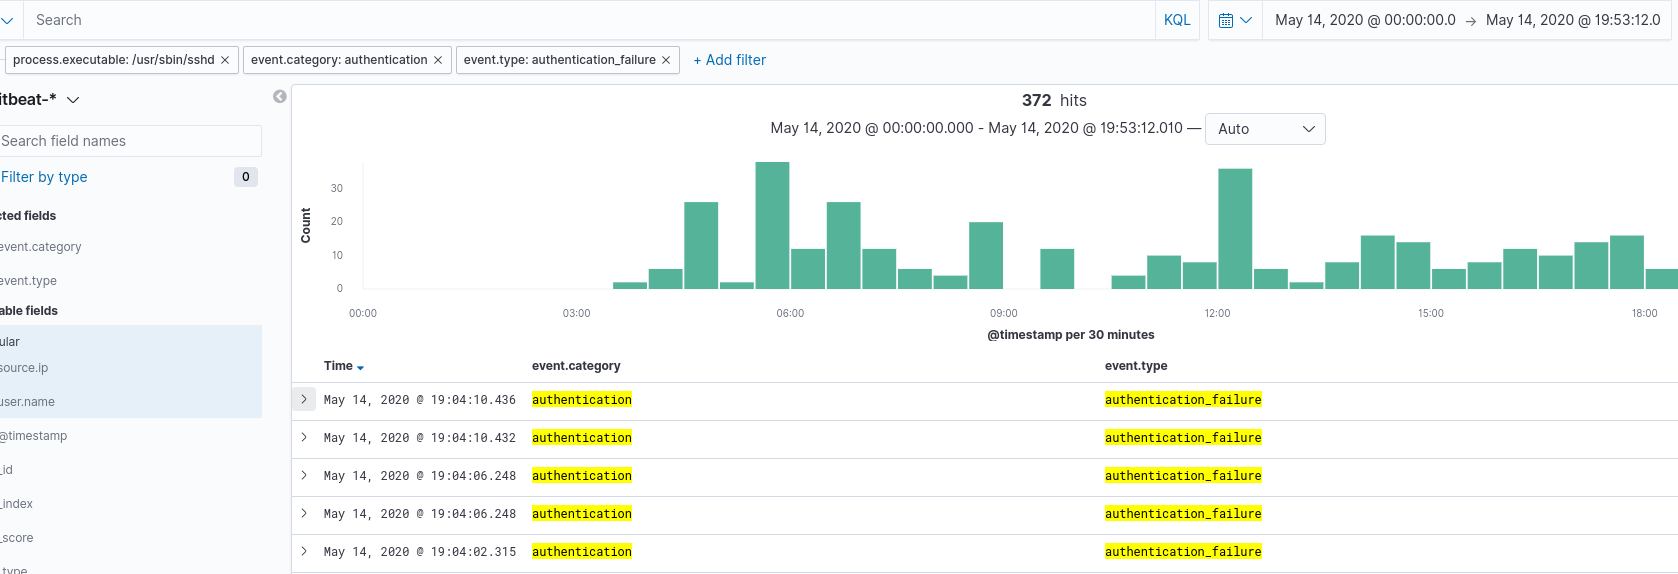 Search KQL May 14, 2020 @ 00:00:00.0 → May 14, 2020 @ 19:53:12.0
process.executable: /usr/sbin/sshd × event.category: authentication × event.type: authentication_failure × + Add filter
itbeat-*
372 hits
Search field names
May 14, 2020 @ 00:00:00.000 - May 14, 2020 @ 19:53:12.010 — Auto
Filter by type 0
cted fields
event.category
event.type
able fields
ular
source.ip
user.name
@timestamp
_id
_index
_score
_type
Count
30
20
10
0
00:00 03:00 06:00 09:00 12:00 15:00 18:00
@timestamp per 30 minutes
Time event.category event.type
May 14, 2020 @ 19:04:10.436 authentication authentication_failure
May 14, 2020 @ 19:04:10.432 authentication authentication_failure
May 14, 2020 @ 19:04:06.248 authentication authentication_failure
May 14, 2020 @ 19:04:06.248 authentication authentication_failure
May 14, 2020 @ 19:04:02.315 authentication authentication_failure